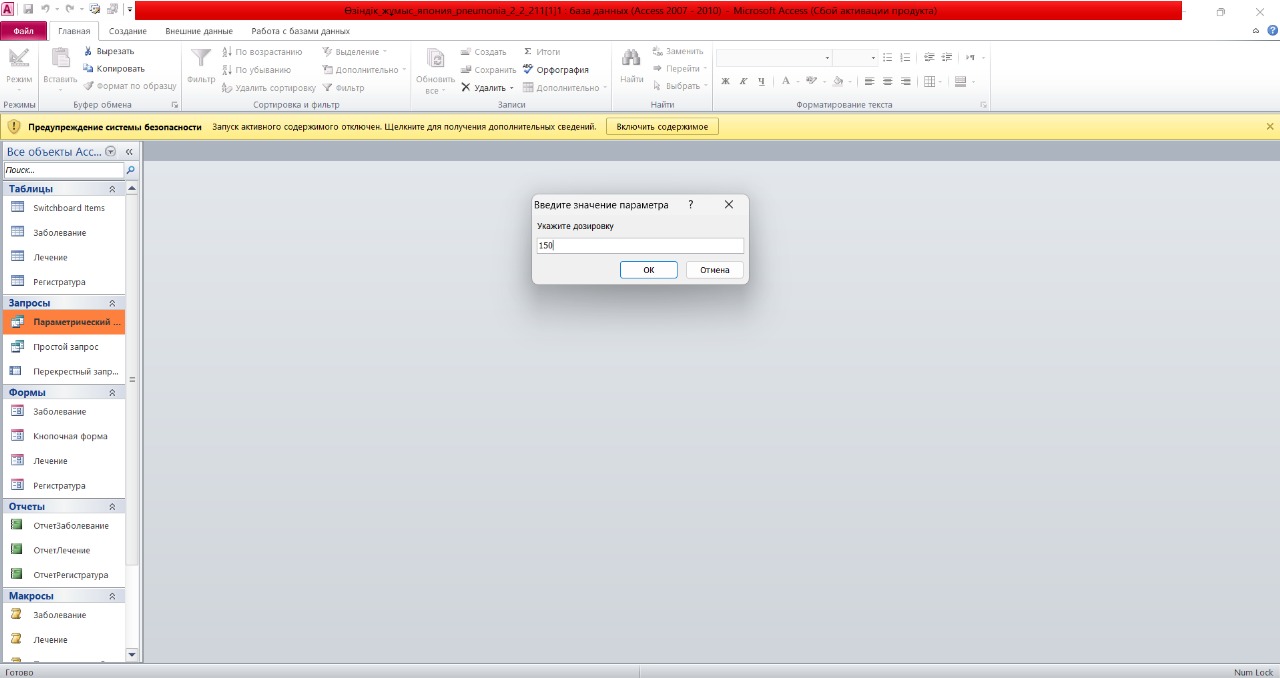 Өзіндік_жұмыс_япония_pneumonia_2_2_211[1]1 : база данных (Access 2007 - 2010) - Microsoft Access (Сбой активации продукта)
Файл Главная Создание Внешние данные Работа с базами данных
Режим
Режимы
Вставить
Вырезать
Копировать
Формат по образцу
Буфер обмена
Фильтр
По возрастанию
По убыванию
Удалить сортировку
Выделение
Дополнительно
Фильтр
Сортировка и фильтр
Обновить все
Создать
Сохранить
Удалить
Итоги
Орфография
Дополнительно
Записи
Найти
Заменить
Перейти
Выбрать
Найти
Ж К Ч
Форматирование текста
Предупреждение системы безопасности Запуск активного содержимого отключен. Щелкните для получения дополнительных сведений. Включить содержимое
Все объекты Acc...
Поиск...
Таблицы
Switchboard Items
Заболевание
Лечение
Регистратура
Запросы
Параметрический ...
Простой запрос
Перекрестный запр...
Формы
Заболевание
Кнопочная форма
Лечение
Регистратура
Отчеты
ОтчетЗаболевание
ОтчетЛечение
ОтчетРегистратура
Макросы
Заболевание
Лечение
Введите значение параметра ?
Укажите дозировку
150
ОК Отмена
Готово Num Lock